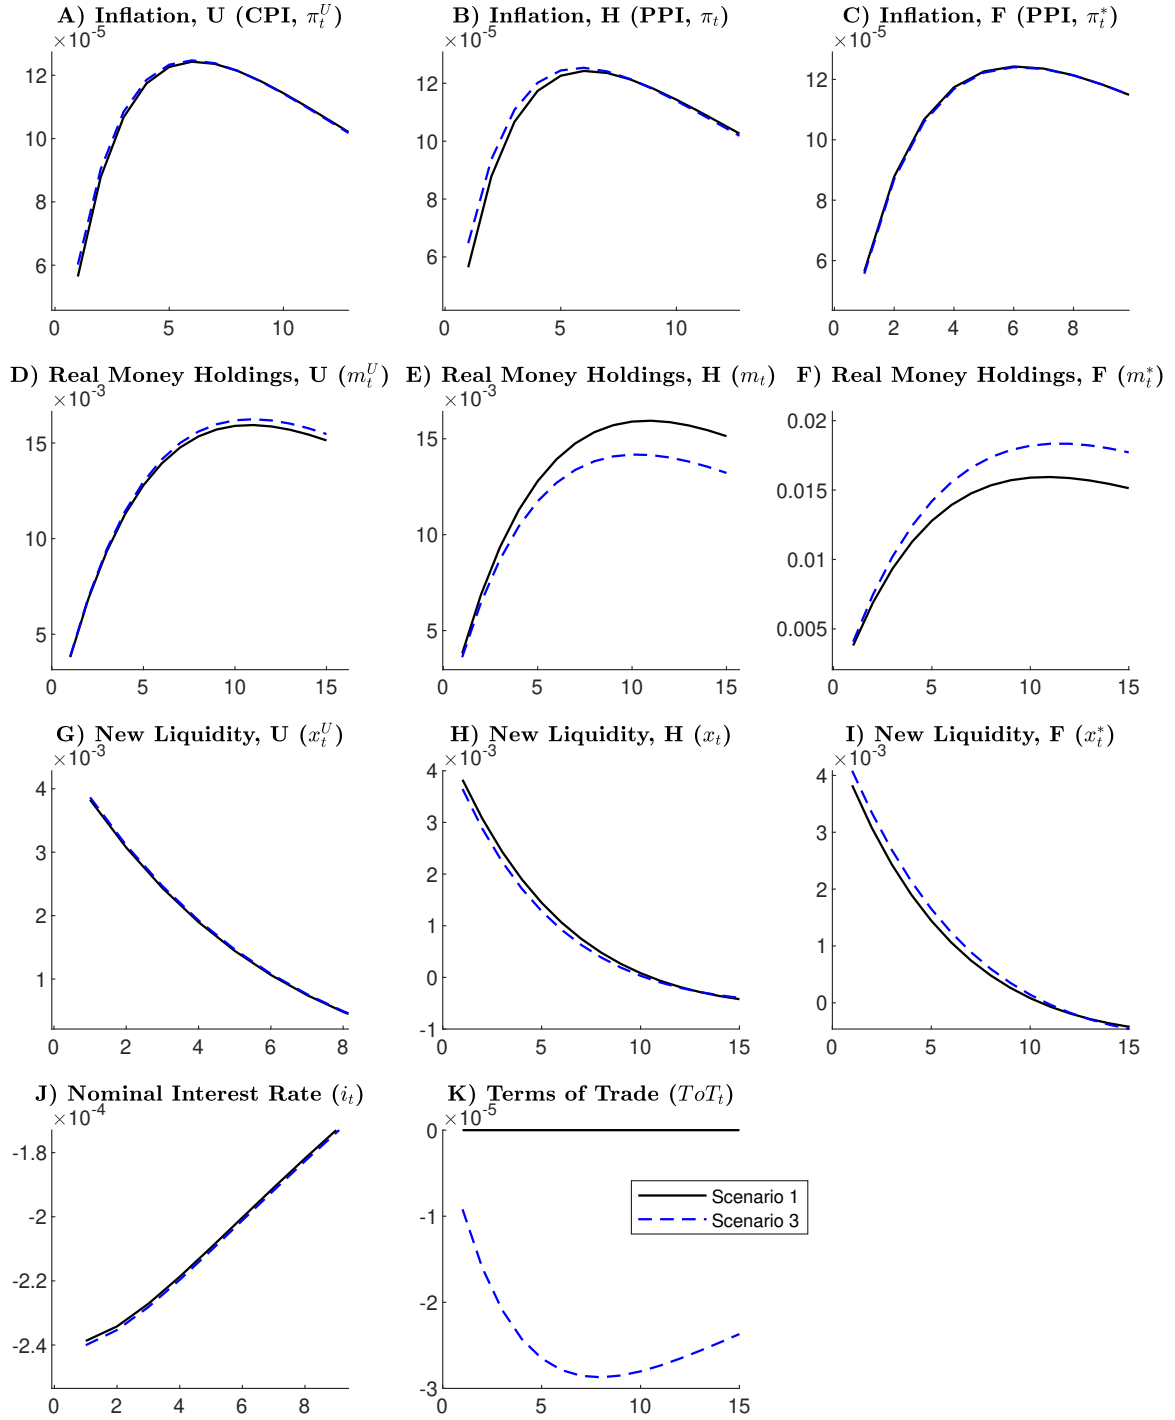 A) Inflation, U (CPI, π_t^U)
×10^-5
12
10
8
6
0 5 10
B) Inflation, H (PPI, π_t)
×10^-5
12
10
8
6
0 5 10
C) Inflation, F (PPI, π_t^*)
×10^-5
12
10
8
6
0 2 4 6 8
D) Real Money Holdings, U (m_t^U)
×10^-3
15
10
5
0 5 10 15
E) Real Money Holdings, H (m_t)
×10^-3
15
10
5
0 5 10 15
F) Real Money Holdings, F (m_t^*)
0.02
0.015
0.01
0.005
0 5 10 15
G) New Liquidity, U (x_t^U)
×10^-3
4
3
2
1
0 2 4 6 8
H) New Liquidity, H (x_t)
×10^-3
4
3
2
1
0
-1
0 5 10 15
I) New Liquidity, F (x_t^*)
×10^-3
4
3
2
1
0
0 5 10 15
J) Nominal Interest Rate (i_t)
×10^-4
-1.8
-2
-2.2
-2.4
0 2 4 6 8
K) Terms of Trade (ToT_t)
×10^-5
0
-1
-2
-3
0 5 10 15
Scenario 1
Scenario 3